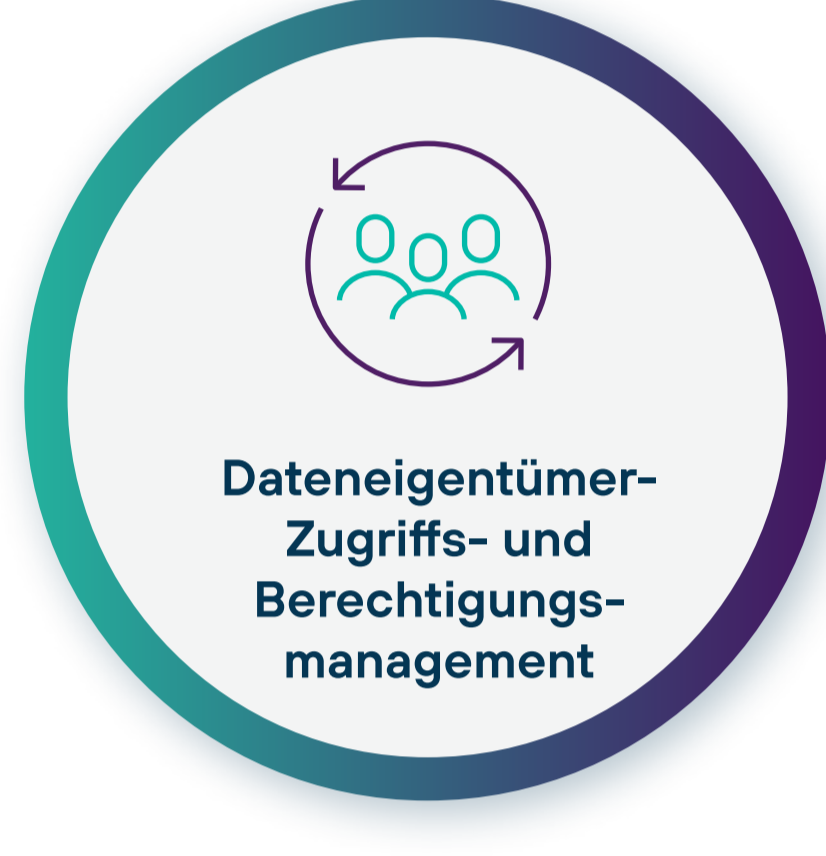 Dateneigentümer-
Zugriffs- und
Berechtigungs-
management